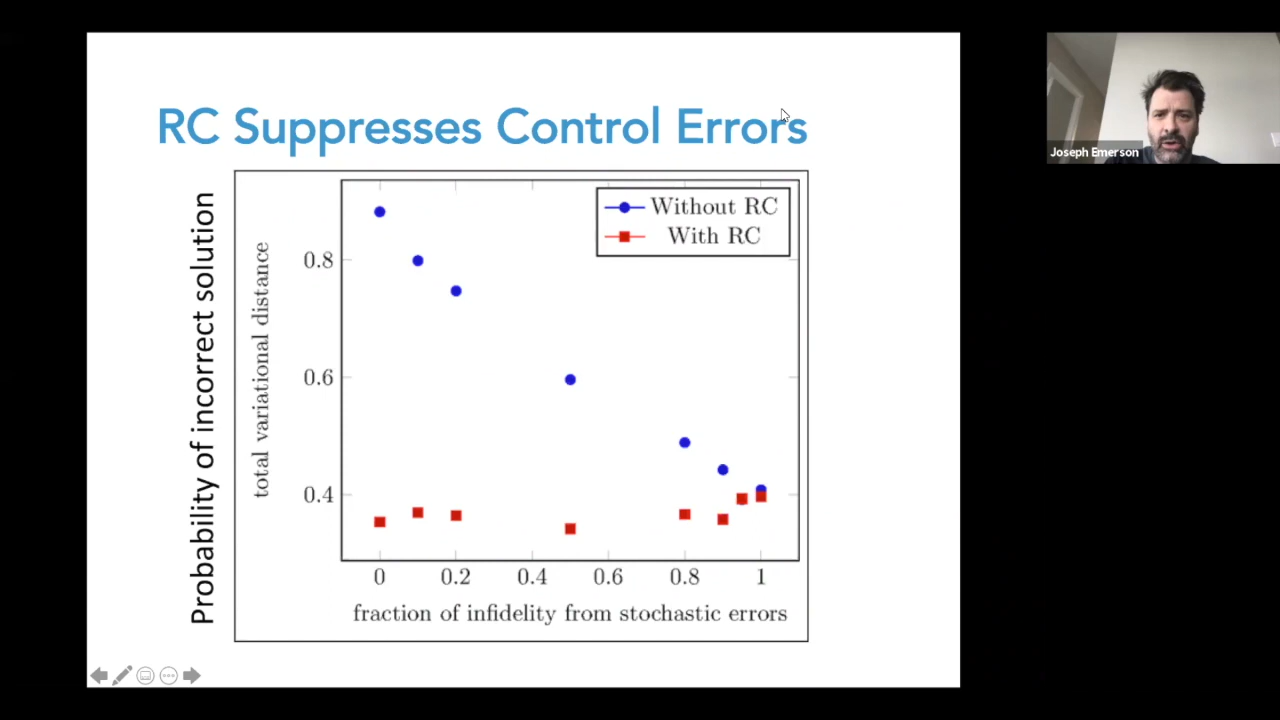 RC Suppresses Control Errors
Joseph Emerson
Probability of incorrect solution
total variational distance
Without RC
With RC
0.8
0.6
0.4
0 0.2 0.4 0.6 0.8 1
fraction of infidelity from stochastic errors